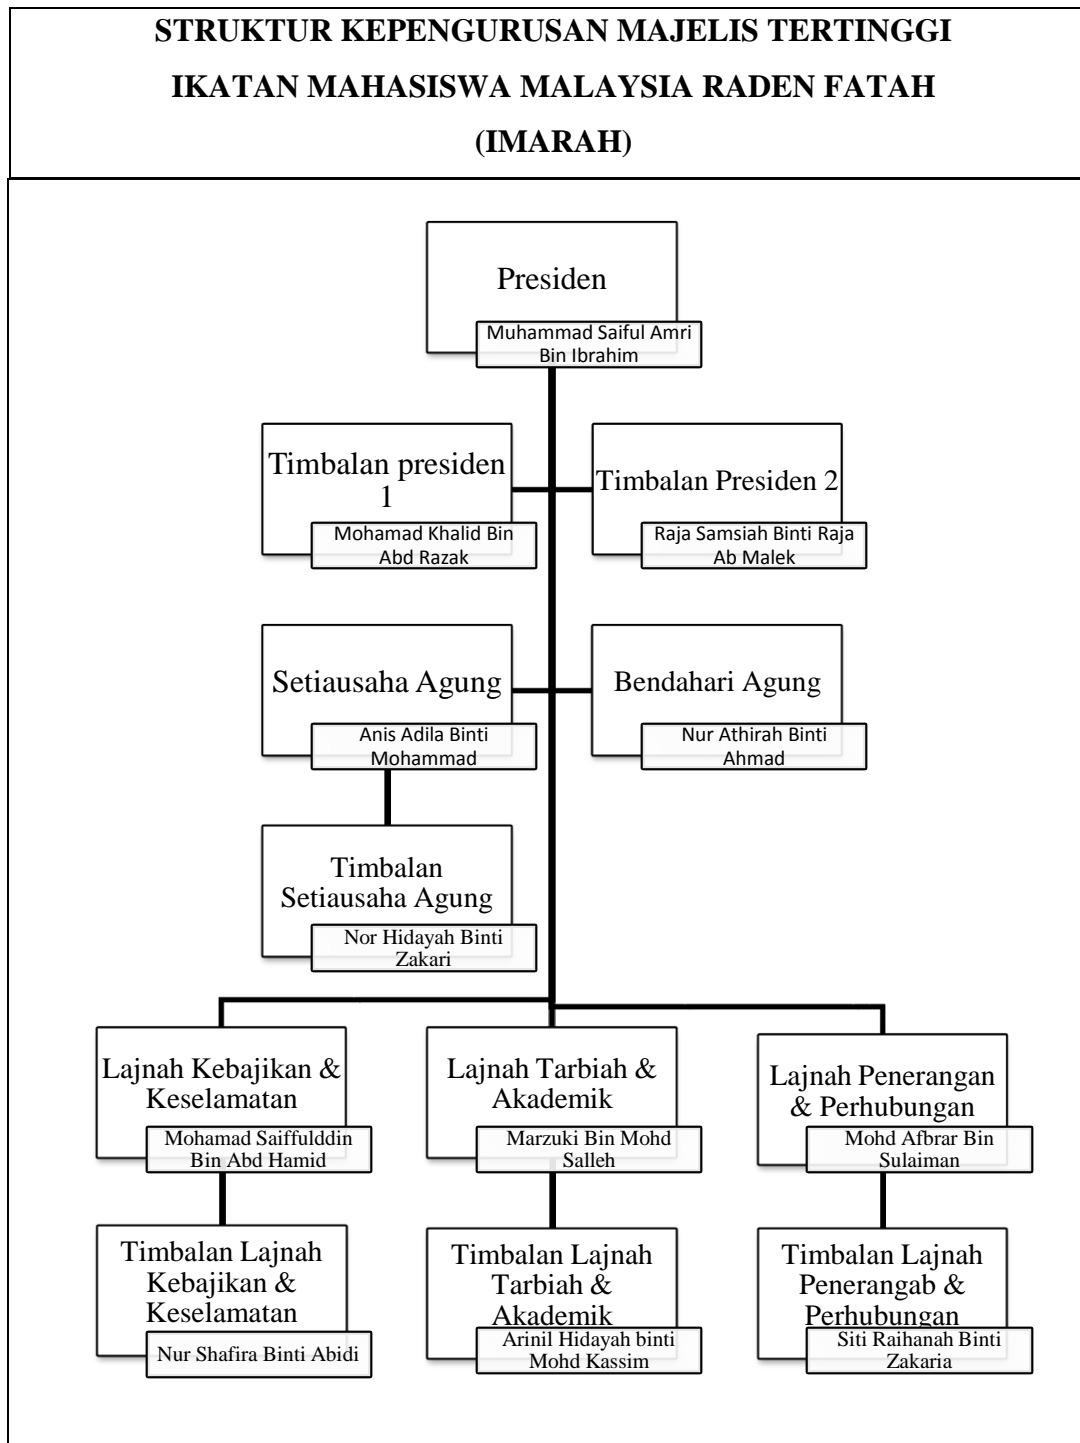 STRUKTUR KEPENGURUSAN MAJELIS TERTINGGI
IKATAN MAHASISWA MALAYSIA RADEN FATAH
(IMARAH)
Presiden
Muhammad Saiful Amri
Bin Ibrahim
Timbalan presiden
1
Mohamad Khalid Bin
Abd Razak
Timbalan Presiden 2
Raja Samsiah Binti Raja
Ab Malek
Setiausaha Agung
Anis Adila Binti
Mohammad
Bendahari Agung
Nur Athirah Binti
Ahmad
Timbalan
Setiausaha Agung
Nor Hidayah Binti
Zakari
Lajnah Kebajikan &
Keselamatan
Mohamad Saiffulddin
Bin Abd Hamid
Lajnah Tarbiah &
Akademik
Marzuki Bin Mohd
Salleh
Lajnah Penerangan
& Perhubungan
Mohd Afbrar Bin
Sulaiman
Timbalan Lajnah
Kebajikan &
Keselamatan
Nur Shafira Binti Abidi
Timbalan Lajnah
Tarbiah &
Akademik
Arinil Hidayah binti
Mohd Kassim
Timbalan Lajnah
Penerangab &
Perhubungan
Siti Raihanah Binti
Zakaria